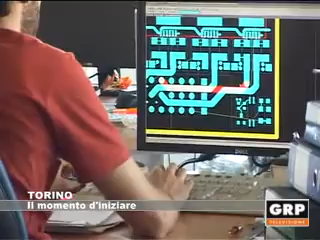 DELL
TORINO
Il momento d'iniziare
GRP
TELEVISIONE